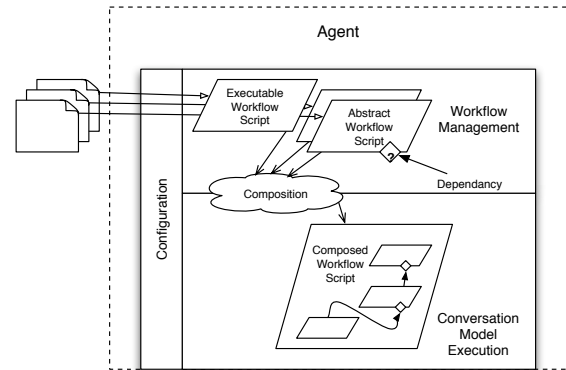 Agent
Executable
Workflow
Script
Abstract
Workflow
Script
Workflow
Management
?
Dependancy
Composition
Configuration
Composed
Workflow
Script
Conversation
Model
Execution